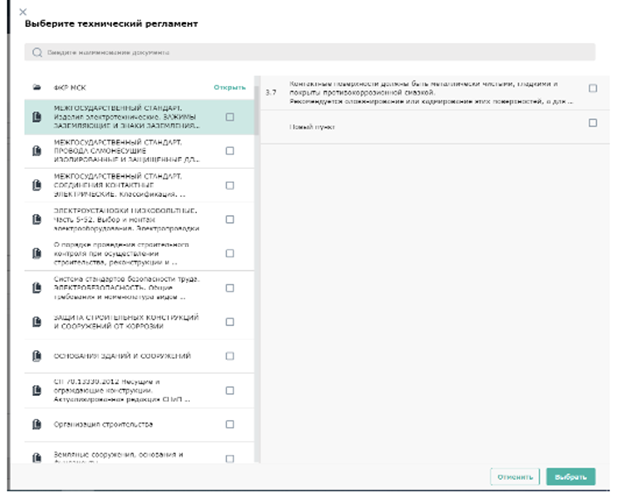 Выберите технический регламент
Введите наименование документа
ФКР МСК
Открыть
МЕЖГОСУДАРСТВЕННЫЙ СТАНДАРТ.
Изделия электротехнические. ЗАЖИМЫ
ЗАЗЕМЛЯЮЩИЕ И ЗНАКИ ЗАЗЕМЛЕНИЯ...
МЕЖГОСУДАРСТВЕННЫЙ СТАНДАРТ.
ПРОВОДА САМОНЕСУЩИЕ
ИЗОЛИРОВАННЫЕ И ЗАЩИЩЕННЫЕ ДЛ...
МЕЖГОСУДАРСТВЕННЫЙ СТАНДАРТ.
СОЕДИНЕНИЯ КОНТАКТНЫЕ
ЭЛЕКТРИЧЕСКИЕ. Классификация. ...
ЭЛЕКТРОУСТАНОВКИ НИЗКОВОЛЬТНЫЕ.
Часть 5-52. Выбор и монтаж
электрооборудования. Электропроводки
О порядке проведения строительного
контроля при осуществлении
строительства, реконструкции и ...
Система стандартов безопасности труда.
ЭЛЕКТРОБЕЗОПАСНОСТЬ. Общие
требования и номенклатура видов ...
ЗАЩИТА СТРОИТЕЛЬНЫХ КОНСТРУКЦИЙ
И СООРУЖЕНИЙ ОТ КОРРОЗИИ
ОСНОВАНИЯ ЗДАНИЙ И СООРУЖЕНИЙ
СП 70.13330.2012 Несущие и
ограждающие конструкции.
Актуализированная редакция СНиП ...
Организация строительства
Земляные сооружения, основания и
3.7
Контактные поверхности должны быть металлически чистыми, гладкими и
покрыты противокоррозионной смазкой.
Рекомендуется оловянирование или кадмирование этих поверхностей, а для ...
Новый пункт
Отменить
Выбрать